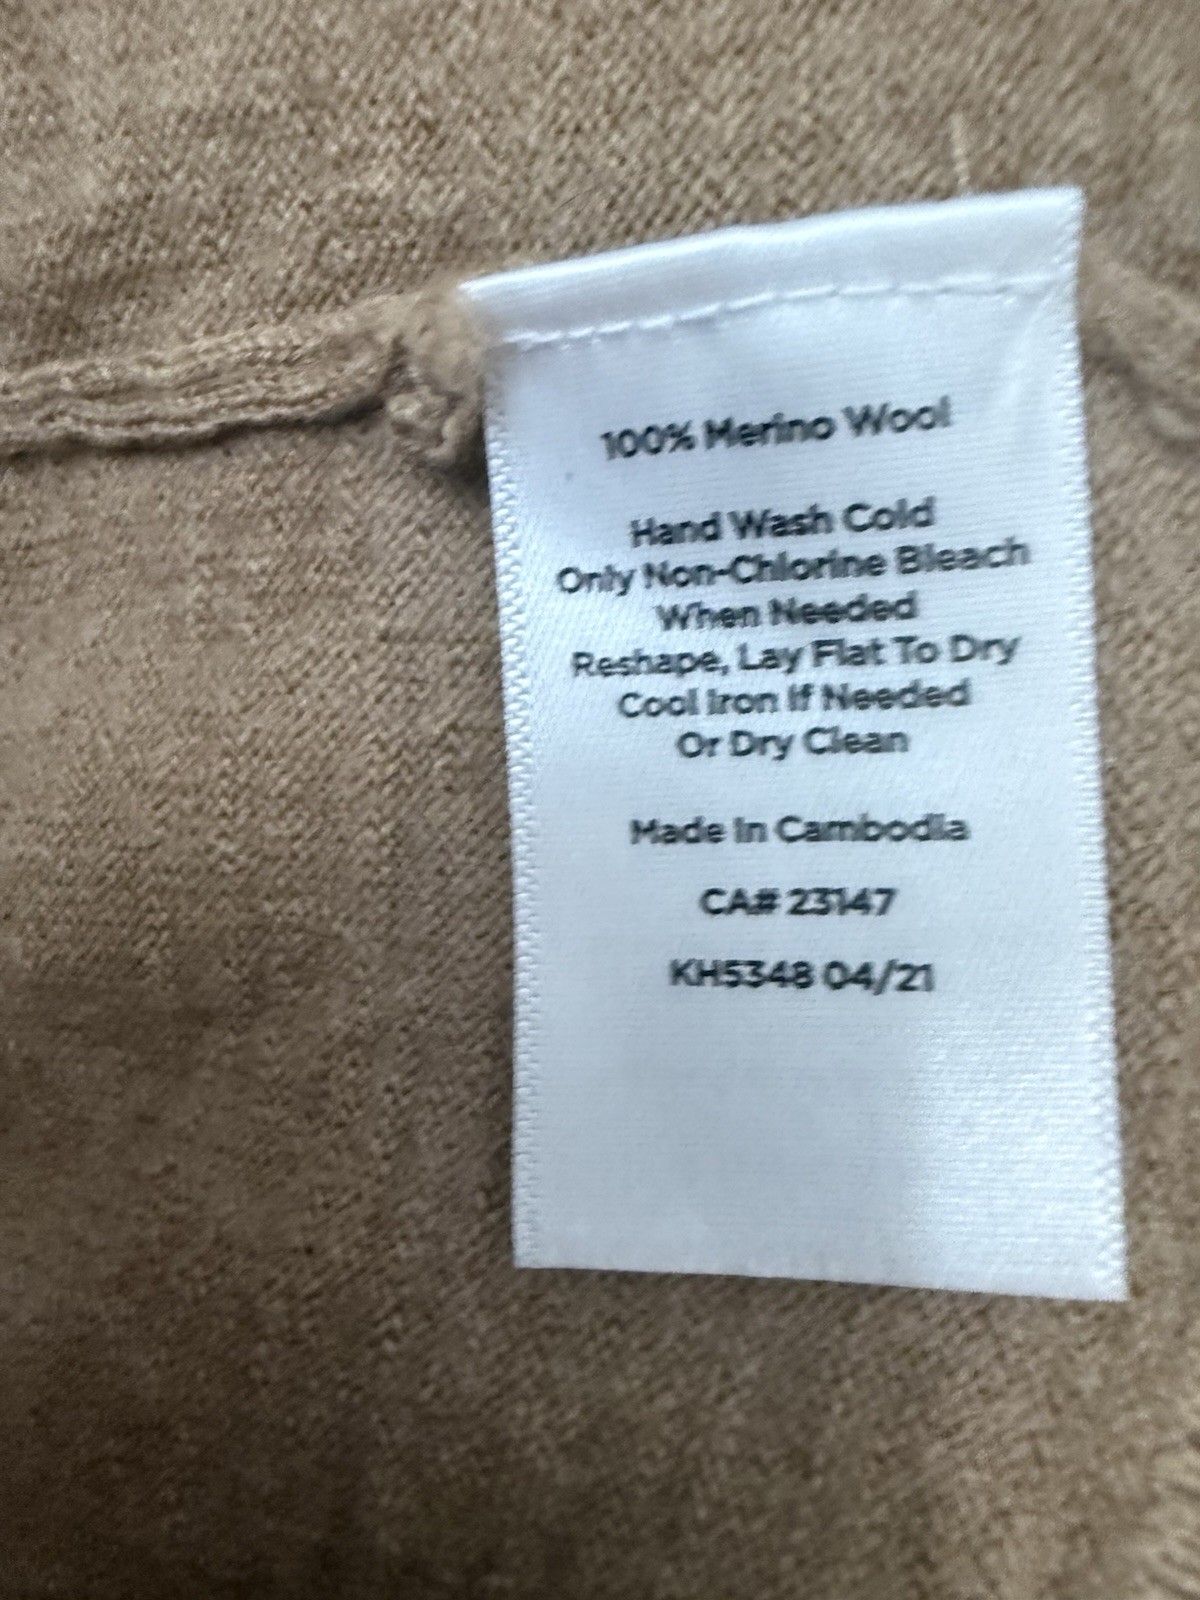 100% Merino Wool
Hand Wash Cold
Only Non-Chlorine Bleach
When Needed
Reshape, Lay Flat To Dry
Cool Iron If Needed
Or Dry Clean
Made In Cambodia
CA# 23147
KH5348 04/21